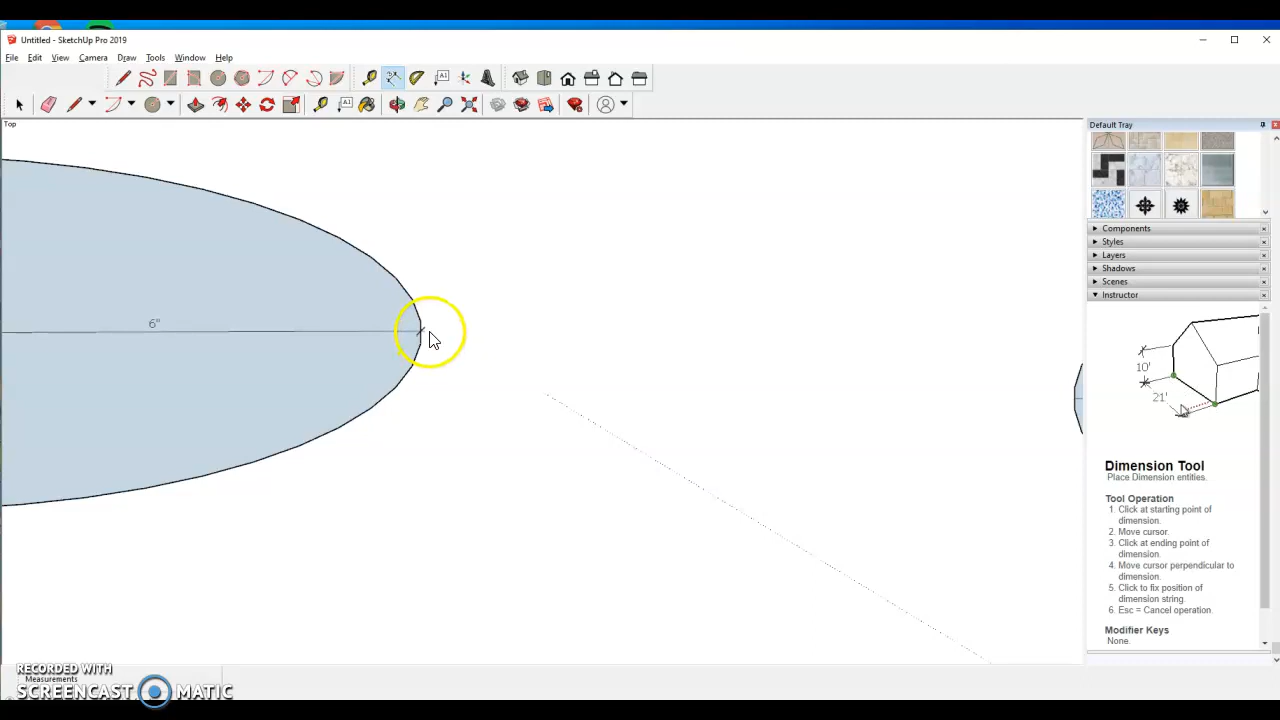 Untitled - SketchUp Pro 2019
File Edit View Camera Draw Tools Window Help
A1
A1
Top
Default Tray
Components
Styles
Layers
Shadows
Scenes
Instructor
6"
10'
21'
Dimension Tool
Place Dimension entities.
Tool Operation
1. Click at starting point of
dimension.
2. Move cursor.
3. Click at ending point of
dimension.
4. Move cursor perpendicular to
dimension.
5. Click to fix position of
dimension string.
6. Esc = Cancel operation.
Modifier Keys
None.
RECORDED WITH
Measurements
SCREENCAST MATIC